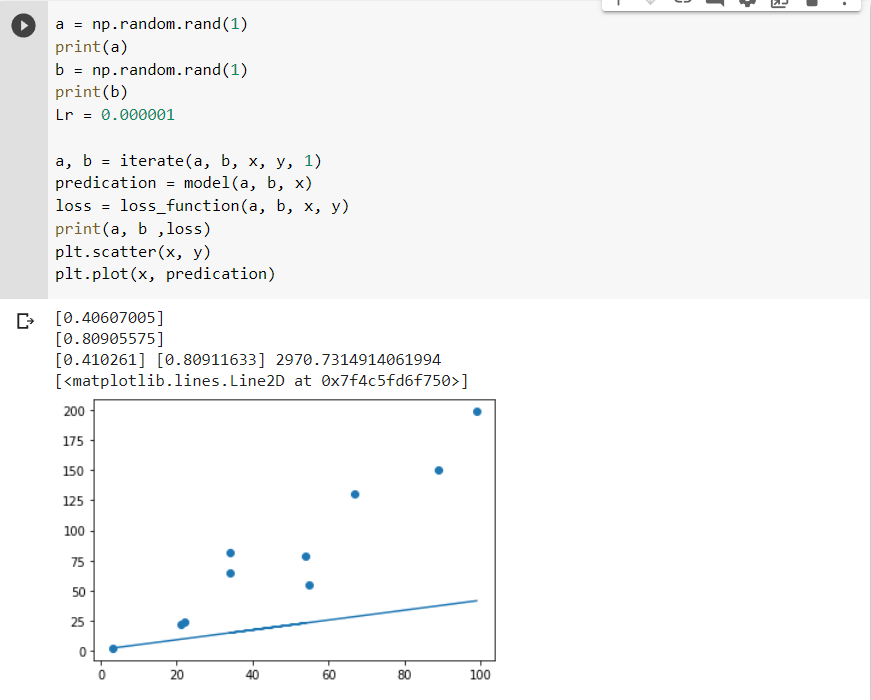 a = np.random.rand(1)
print(a)
b = np.random.rand(1)
print(b)
Lr = 0.000001
a, b = iterate(a, b, x, y, 1)
predication = model(a, b, x)
loss = loss_function(a, b, x, y)
print(a, b ,loss)
plt.scatter(x, y)
plt.plot(x, predication)
[0.40607005]
[0.80905575]
[0.410261] [0.80911633] 2970.7314914061994
[<matplotlib.lines.Line2D at 0x7f4c5fd6f750>]
200
175
150
125
100
75
50
25
0
0 20 40 60 80 100